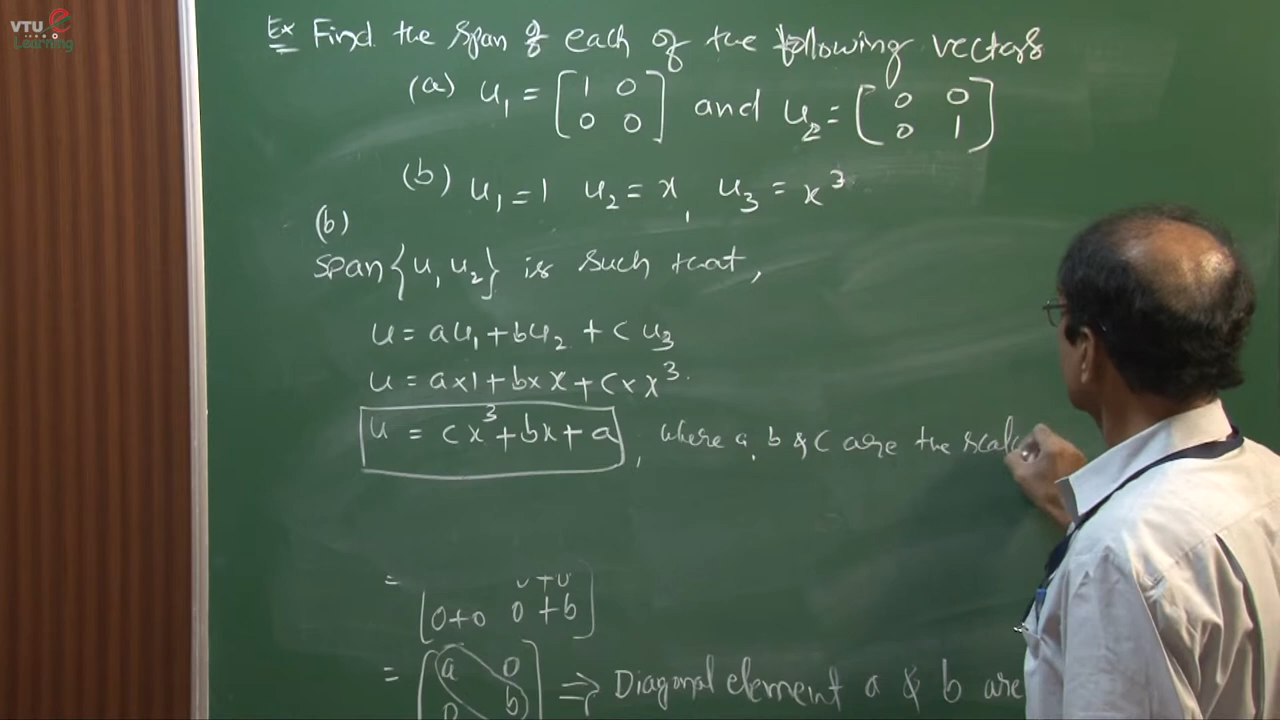 VTU e
Learning
Ex Find the span of each of the following vectors
(a) u₁ = [1 0 0 0] and u₂ = [0 0 0 1]
(b) u₁ = 1 u₂ = x, u₃ = x³
(b)
span{u, u₂} is such that,
u = au₁ + bu₂ + c u₃
u = a×1 + b×x + c×x³.
u = cx³ + bx + a, where a, b & c are the scal
=
0+0 0+b
= [a 0 b] ⇒ Diagonal element a & b are